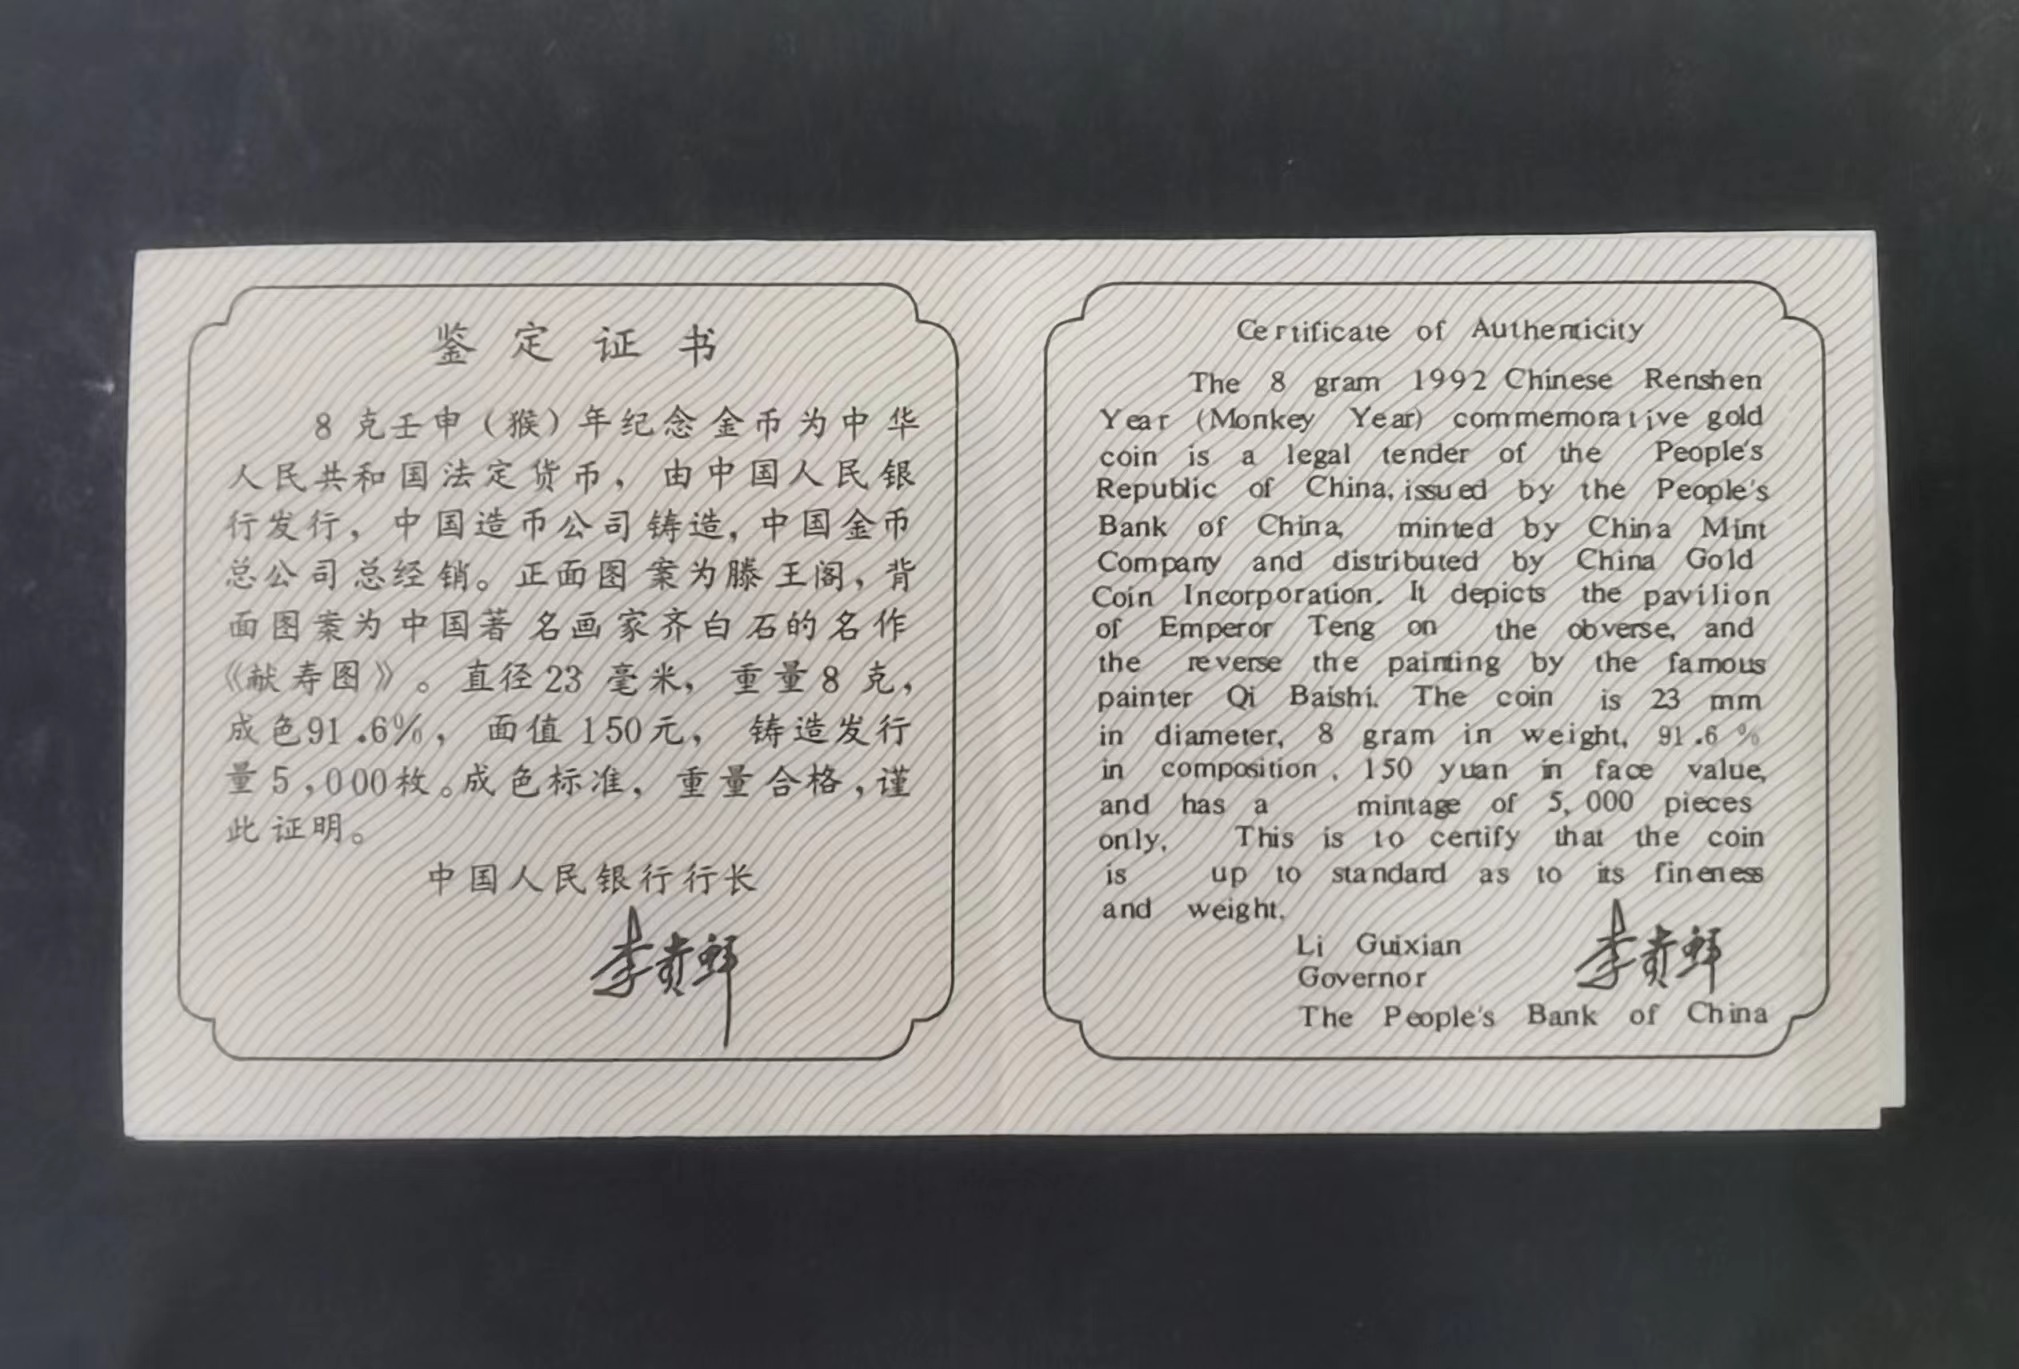 鉴定证书
8克壬申（猴）年纪念金币为中华
人民共和国法定货币，由中国人民银
行发行，中国造币公司铸造，中国金币
总公司总经销。正面图案为滕王阁，背
面图案为中国著名画家齐白石的名作
《献寿图》。直径23毫米，重量8克，
成色91.6%，面值150元，铸造发行
量5,000枚。成色标准，重量合格，谨
此证明。
中国人民银行行长
李贵鲜
Certificate of Authenticity
The 8 gram 1992 Chinese Renshen
Year (Monkey Year) commemorative gold
coin is a legal tender of the People's
Republic of China, issued by the People's
Bank of China, minted by China Mint
Company and distributed by China Gold
Coin Incorporation. It depicts the pavilion
of Emperor Teng on the obverse, and
the reverse the painting by the famous
painter Qi Baishi. The coin is 23 mm
in diameter, 8 gram in weight, 91.6 %
in composition, 150 yuan in face value,
and has a mintage of 5,000 pieces
only. This is to certify that the coin
is up to standard as to its fineness
and weight.
Li Guixian 李贵鲜
Governor
The People's Bank of China